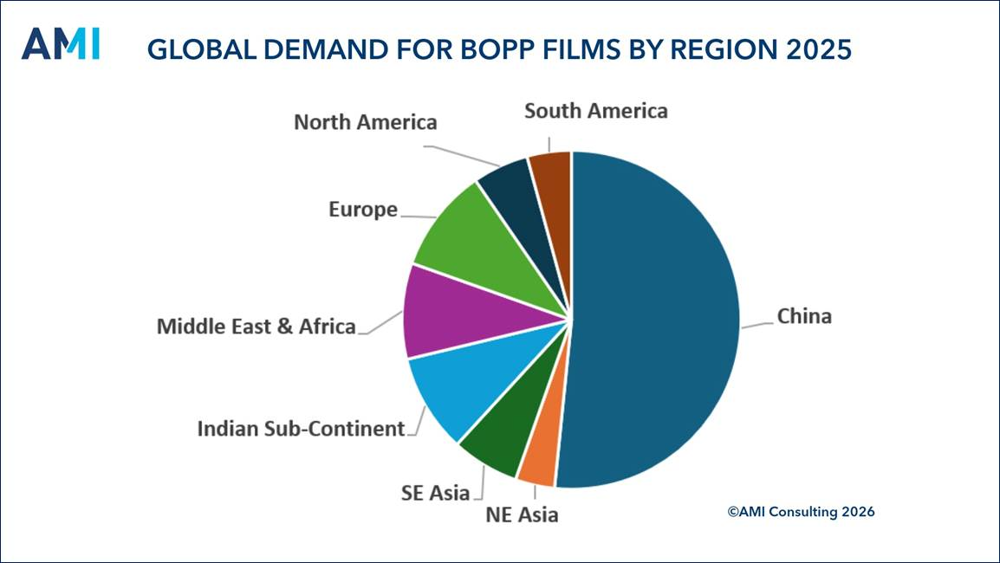 AMI
GLOBAL DEMAND FOR BOPP FILMS BY REGION 2025
South America
North America
Europe
China
Middle East & Africa
Indian Sub-Continent
SE Asia
NE Asia
©AMI Consulting 2026